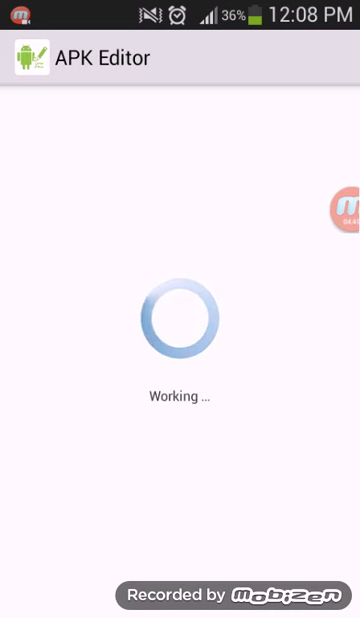 36% 12:08 PM
APK Editor
Working ...
Recorded by Mobizen